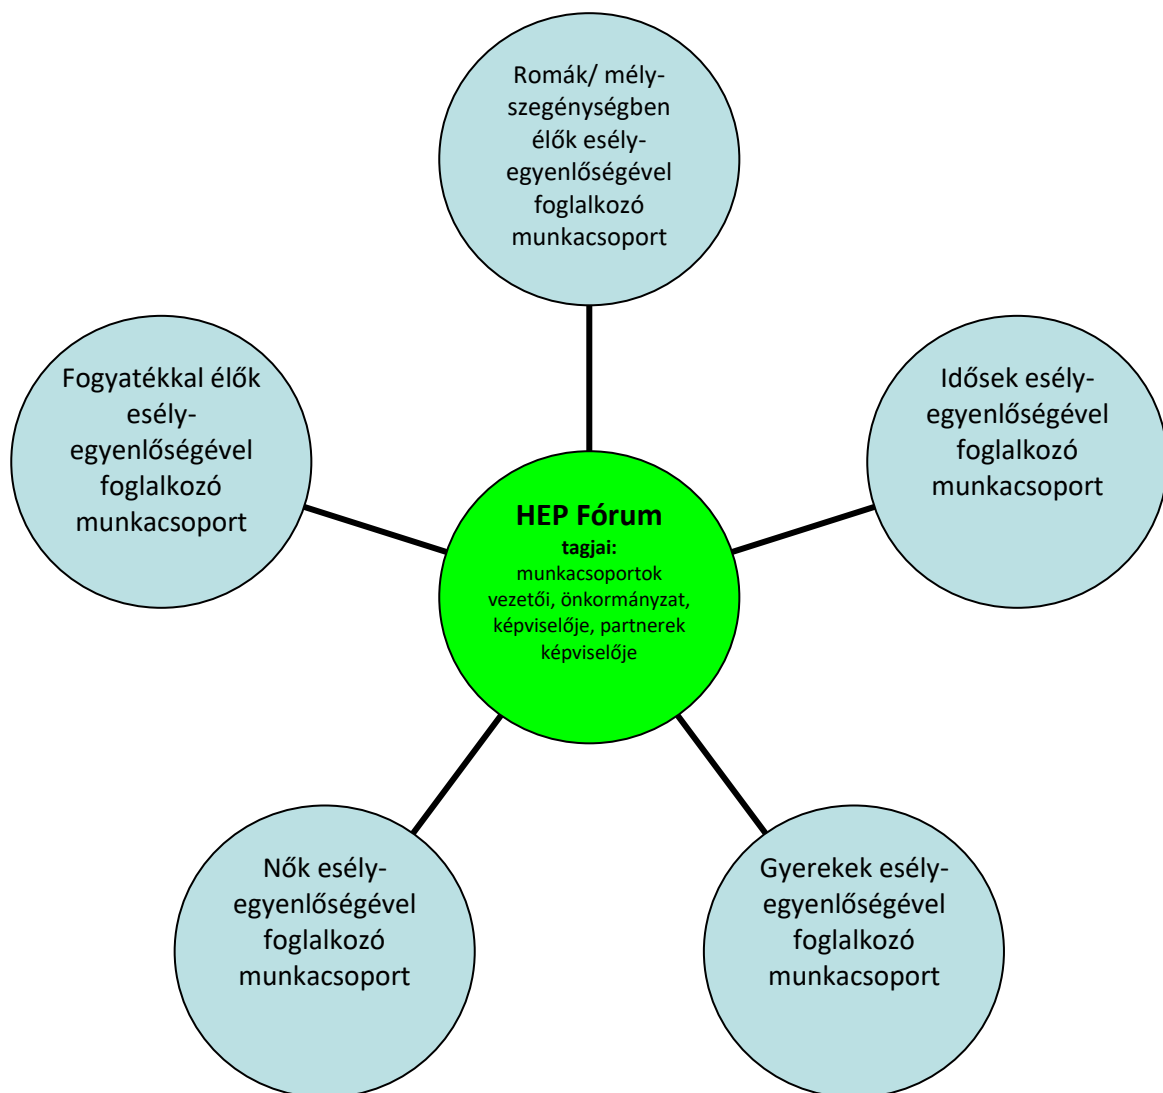 Romák/ mély-
szegénységben
élők esély-
egyenlőségével
foglalkozó
munkacsoport
Fogyatékkal élők
esély-
egyenlőségével
foglalkozó
munkacsoport
Idősek esély-
egyenlőségével
foglalkozó
munkacsoport
HEP Fórum
tagjai:
munkacsoportok
vezetői, önkormányzat,
képviselője, partnerek
képviselője
Nők esély-
egyenlőségével
foglalkozó
munkacsoport
Gyerekek esély-
egyenlőségével
foglalkozó
munkacsoport